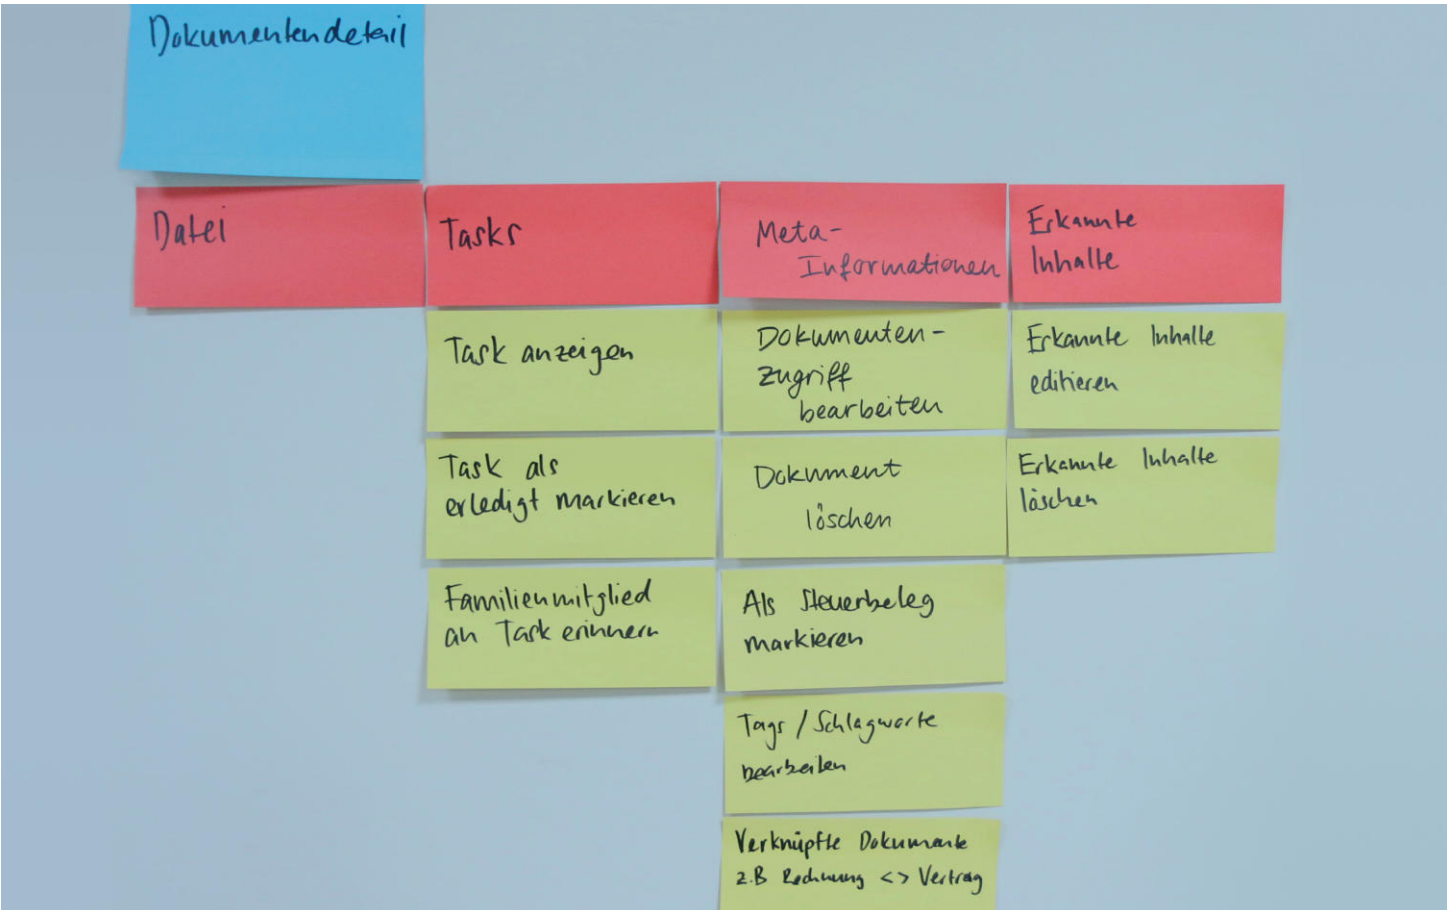 Dokumentendetail
Datei
Tasks
Meta-
Informationen
Erkannte
Inhalte
Task anzeigen
Dokumenten-
zugriff
bearbeiten
Erkannte Inhalte
editieren
Task als
erledigt markieren
Dokument
löschen
Erkannte Inhalte
löschen
Familienmitglied
an Task erinnern
Als Steuerbeleg
markieren
Tags / Schlagworte
bearbeiten
Verknüpfte Dokumente
z.B Rechnung <> Vertrag